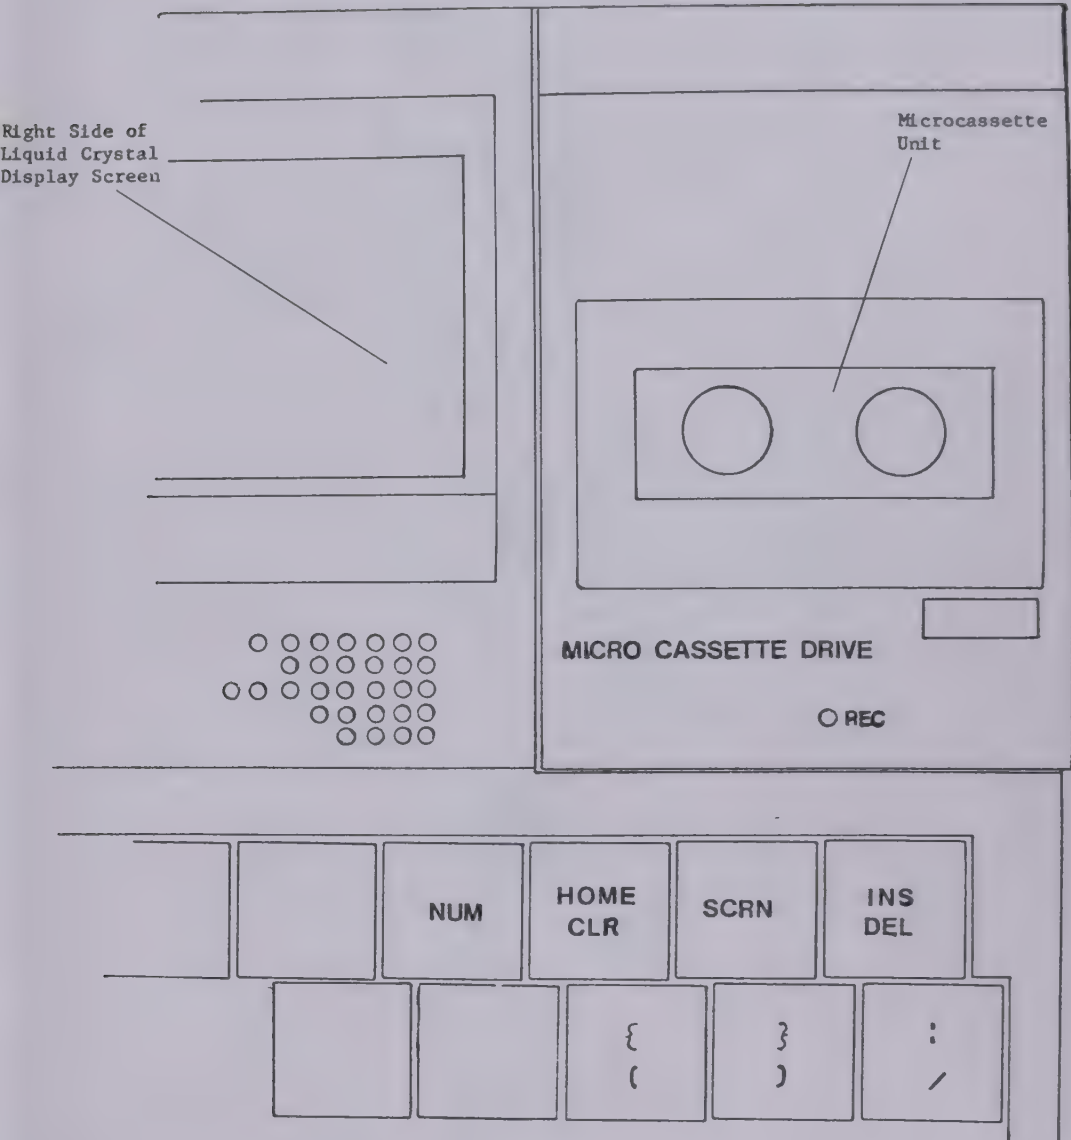 Right Side of
Liquid Crystal
Display Screen
Microcassette
Unit
MICRO CASSETTE DRIVE
REC
NUM
HOME
CLR
SCRN
INS
DEL
{
(
}
)
:
/